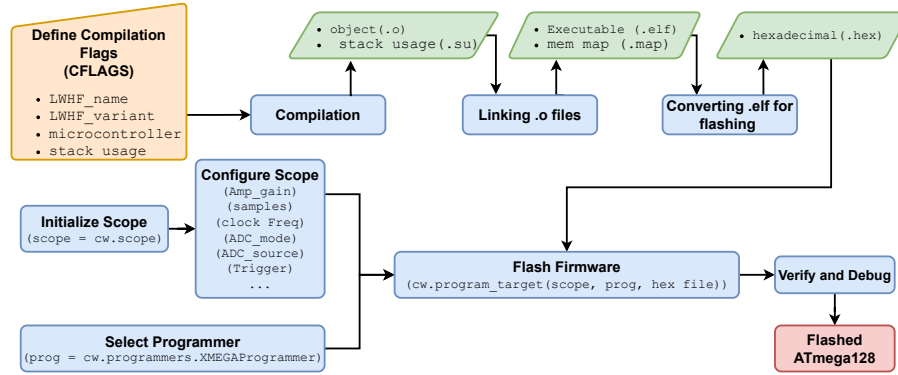 Define Compilation
Flags
(CFLAGS)
• LWHF_name
• LWHF_variant
• microcontroller
• stack usage
Compilation
• object(.o)
• stack usage(.su)
Linking .o files
• Executable (.elf)
• mem map (.map)
Converting .elf for
flashing
• hexadecimal(.hex)
Initialize Scope
(scope = cw.scope)
Configure Scope
(Amp_gain)
(samples)
(clock Freq)
(ADC_mode)
(ADC_source)
(Trigger)
...
Select Programmer
(prog = cw.programmers.XMEGAProgrammer)
Flash Firmware
(cw.program_target(scope, prog, hex file))
Verify and Debug
Flashed
ATmega128